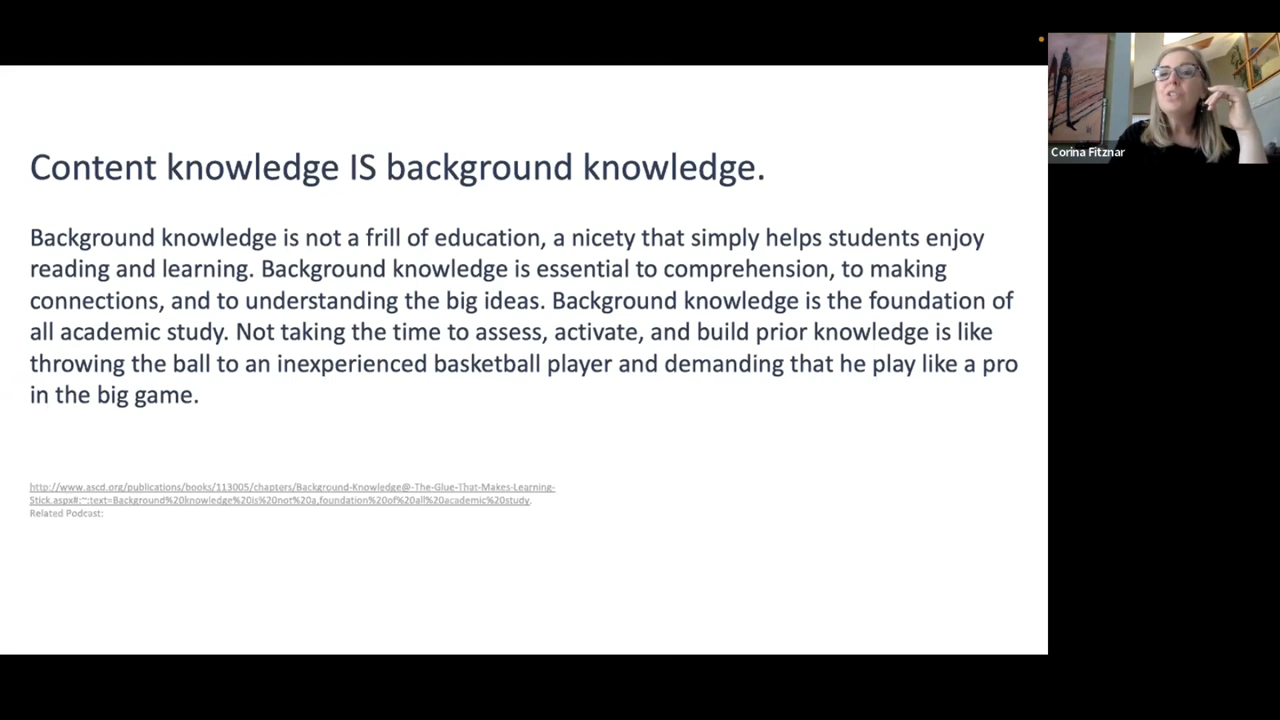 Content knowledge IS background knowledge.
Background knowledge is not a frill of education, a nicety that simply helps students enjoy
reading and learning. Background knowledge is essential to comprehension, to making
connections, and to understanding the big ideas. Background knowledge is the foundation of
all academic study. Not taking the time to assess, activate, and build prior knowledge is like
throwing the ball to an inexperienced basketball player and demanding that he play like a pro
in the big game.
http://www.ascd.org/publications/books/113005/chapters/Background-Knowledge@-The-Glue-That-Makes-Learning-
Stick.aspx#:~:text=Background%20knowledge%20is%20not%20a,foundation%20of%20all%20academic%20study.
Related Podcast:
Corina Fitznar